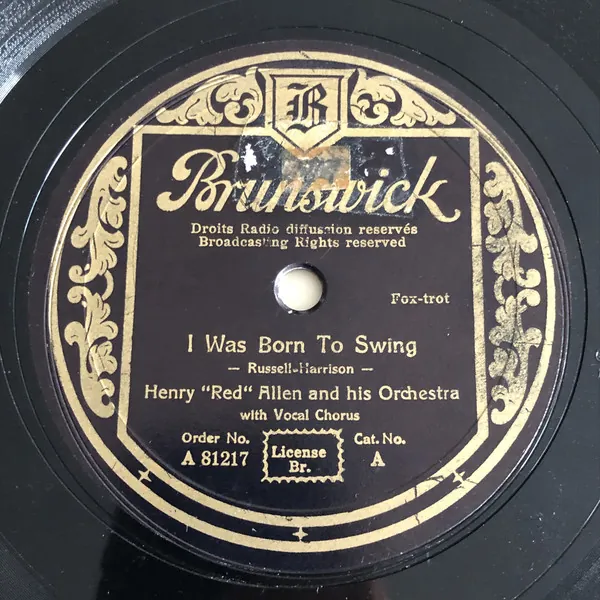 B
Brunswick
Droits Radio diffussion reservés
Broadcasting Rights reserved
Fox-trot
I Was Born To Swing
— Russell-Harrison —
Henry "Red" Allen and his Orchestra
with Vocal Chorus
Order No.
A 81217
License
Br.
Cat. No.
A